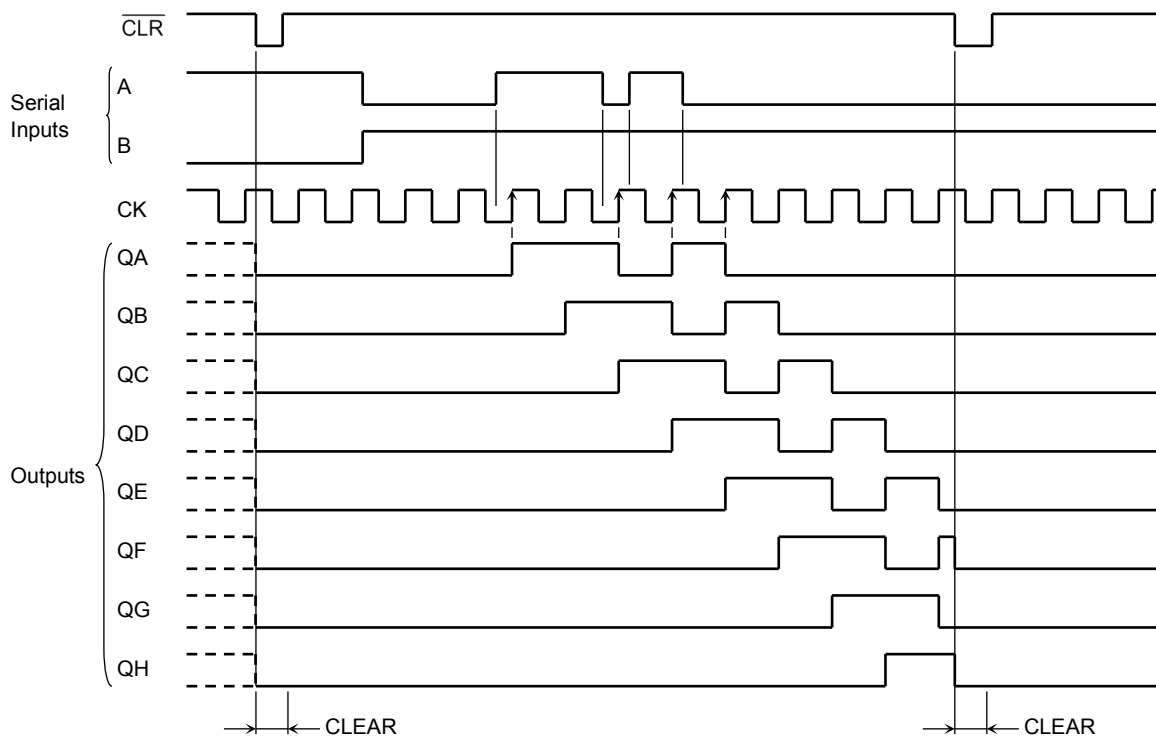 CLR
A
Serial
Inputs
B
CK
QA
QB
QC
QD
Outputs
QE
QF
QG
QH
CLEAR
CLEAR